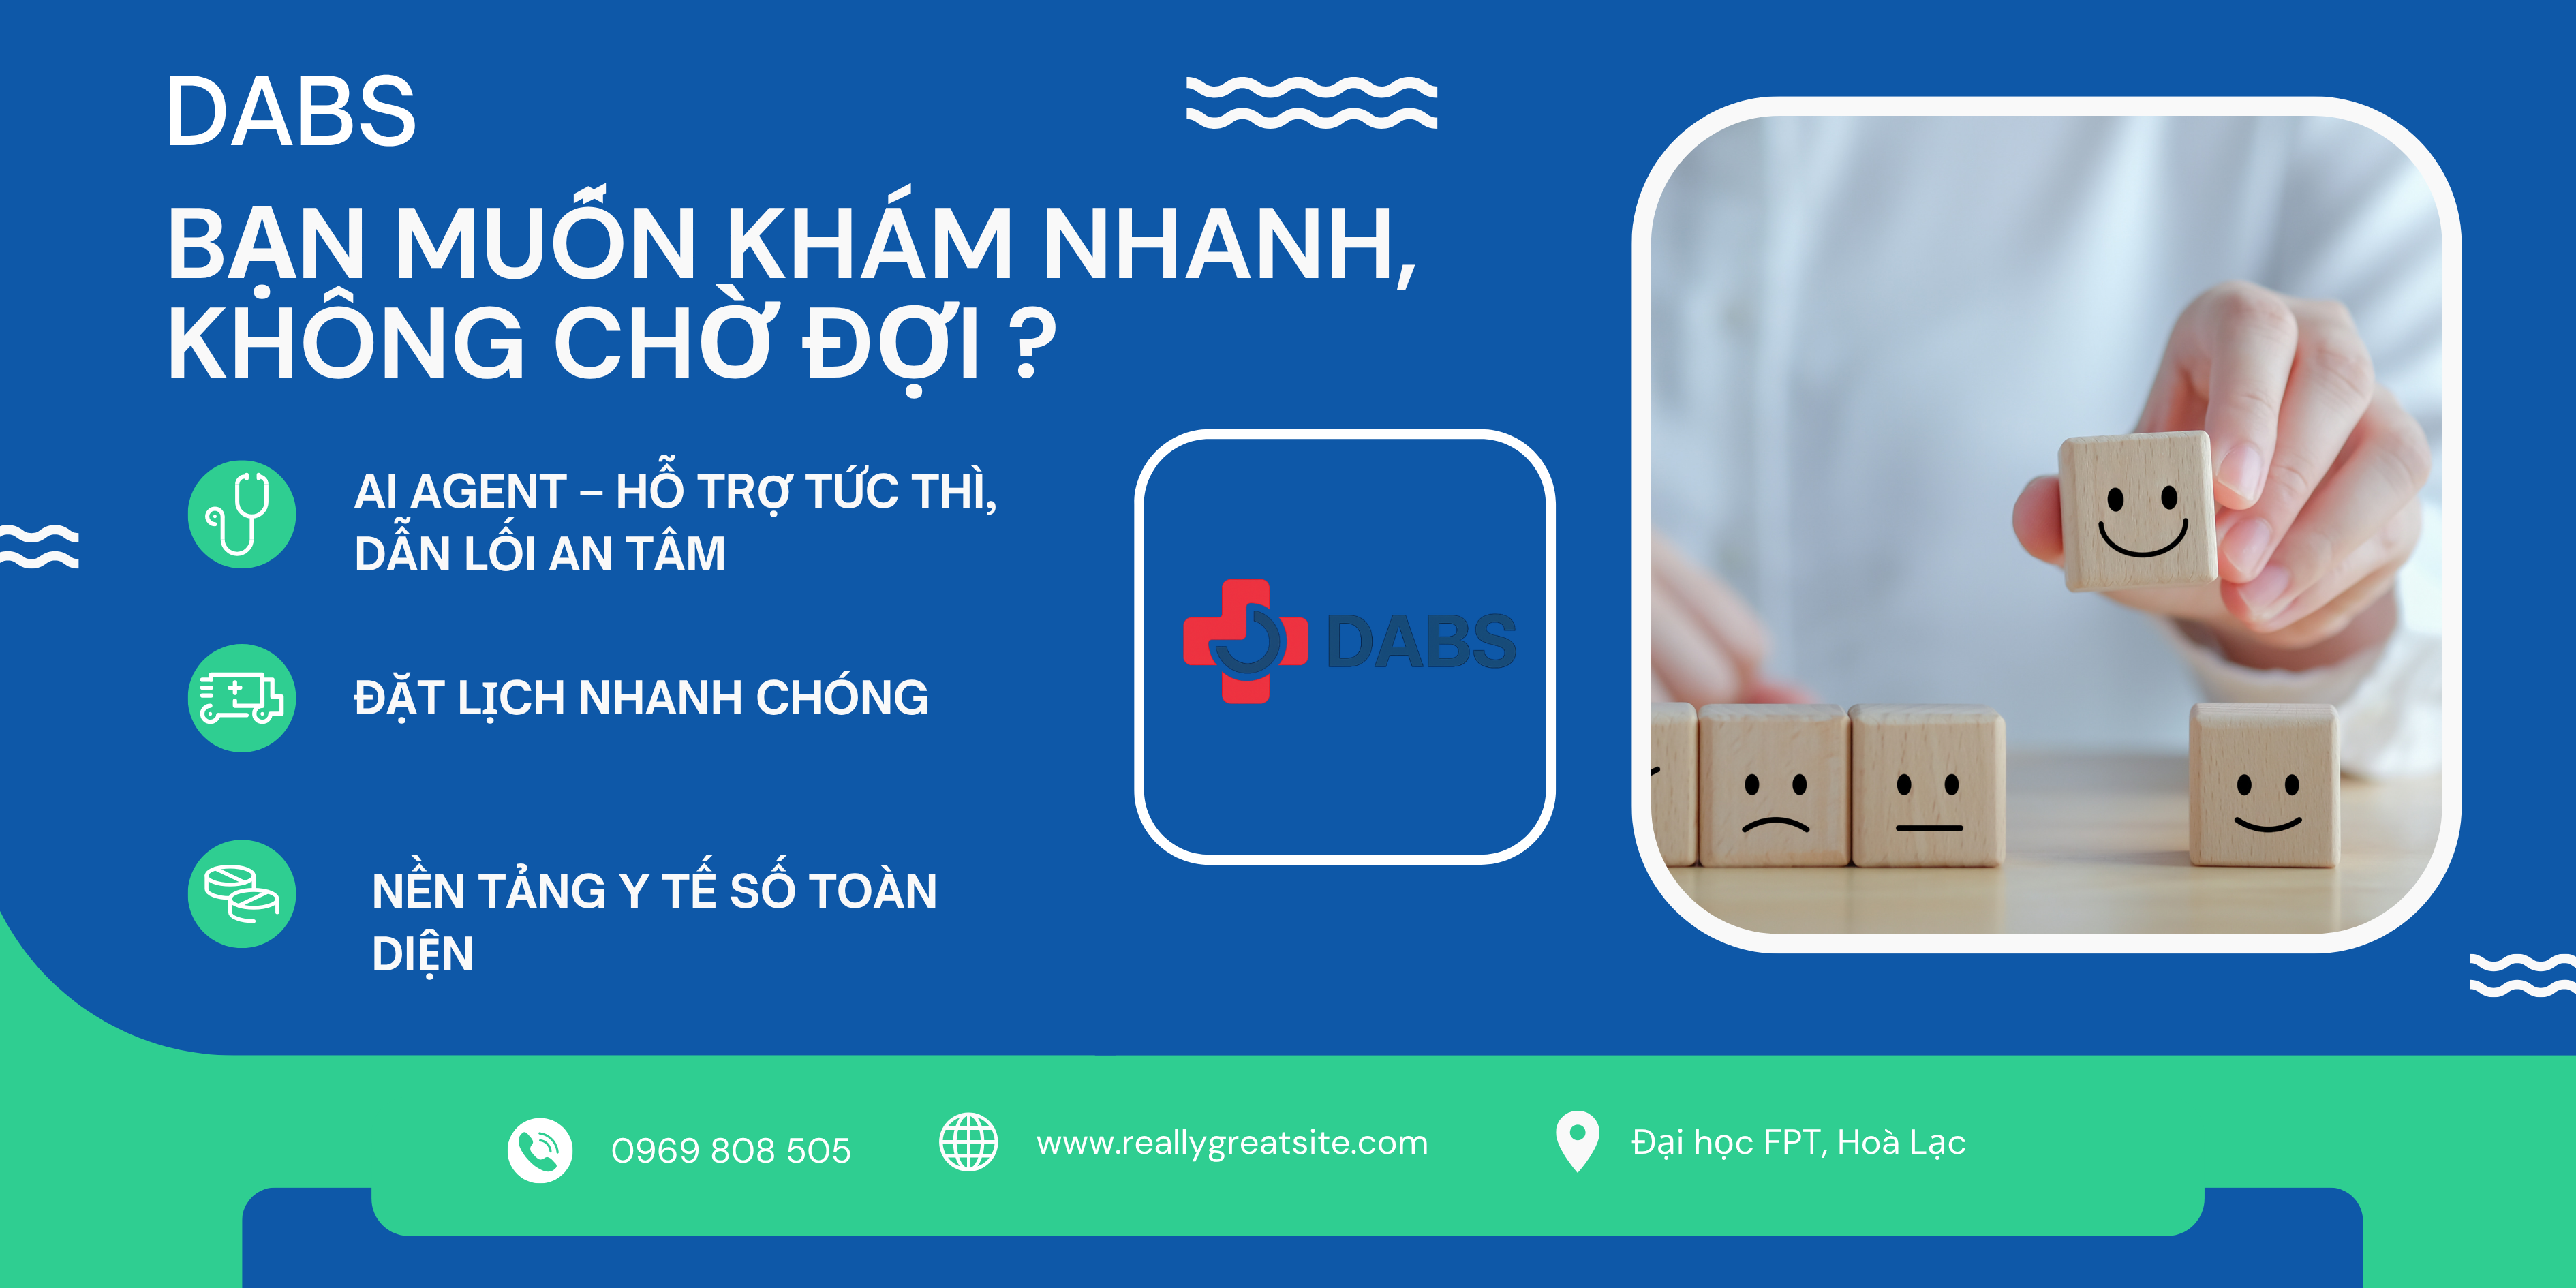 DABS
BẠN MUỖN KHÁM NHANH,
KHÔNG CHỜ ĐỢI ?
AI AGENT – HỖ TRỢ TỨC THÌ,
DẪN LỐI AN TÂM
ĐẶT LỊCH NHANH CHÓNG
NỀN TẢNG Y TẾ SỐ TOÀN
DIỆN
DABS
0969 808 505
www.reallygreatsite.com
Đại học FPT, Hoà Lạc